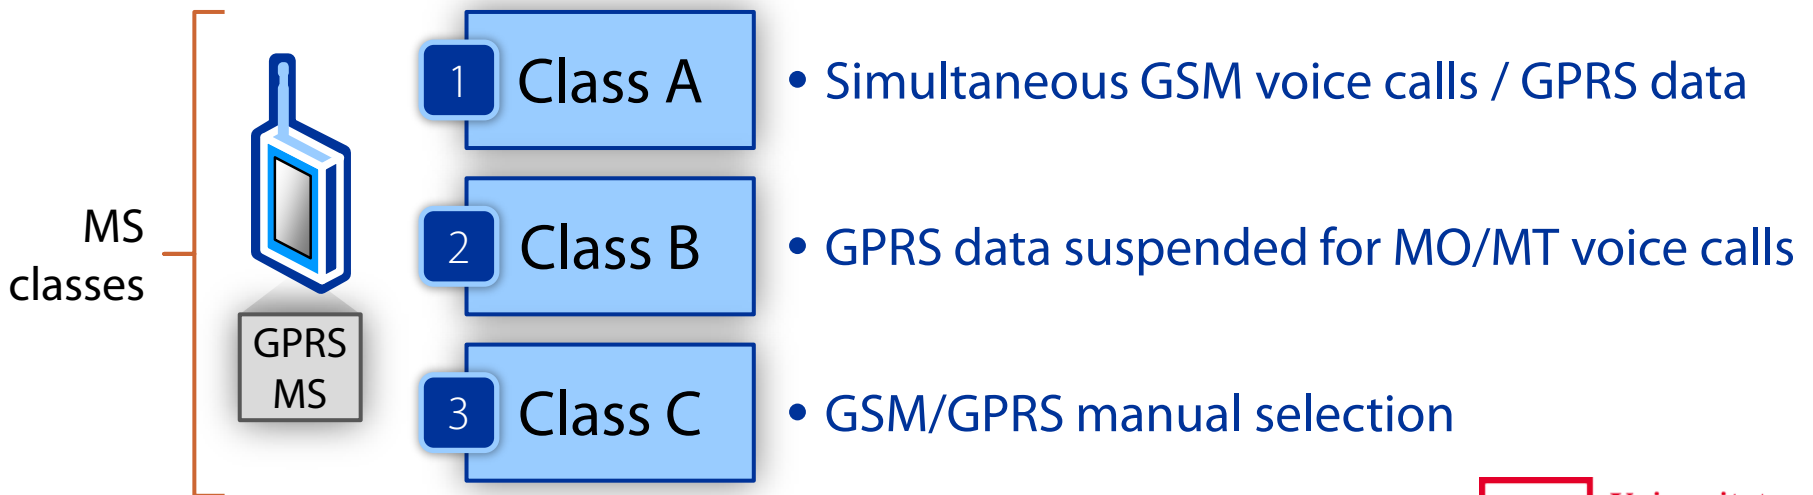 MS
classes
GPRS
MS
1 Class A
• Simultaneous GSM voice calls / GPRS data
2 Class B
• GPRS data suspended for MO/MT voice calls
3 Class C
• GSM/GPRS manual selection